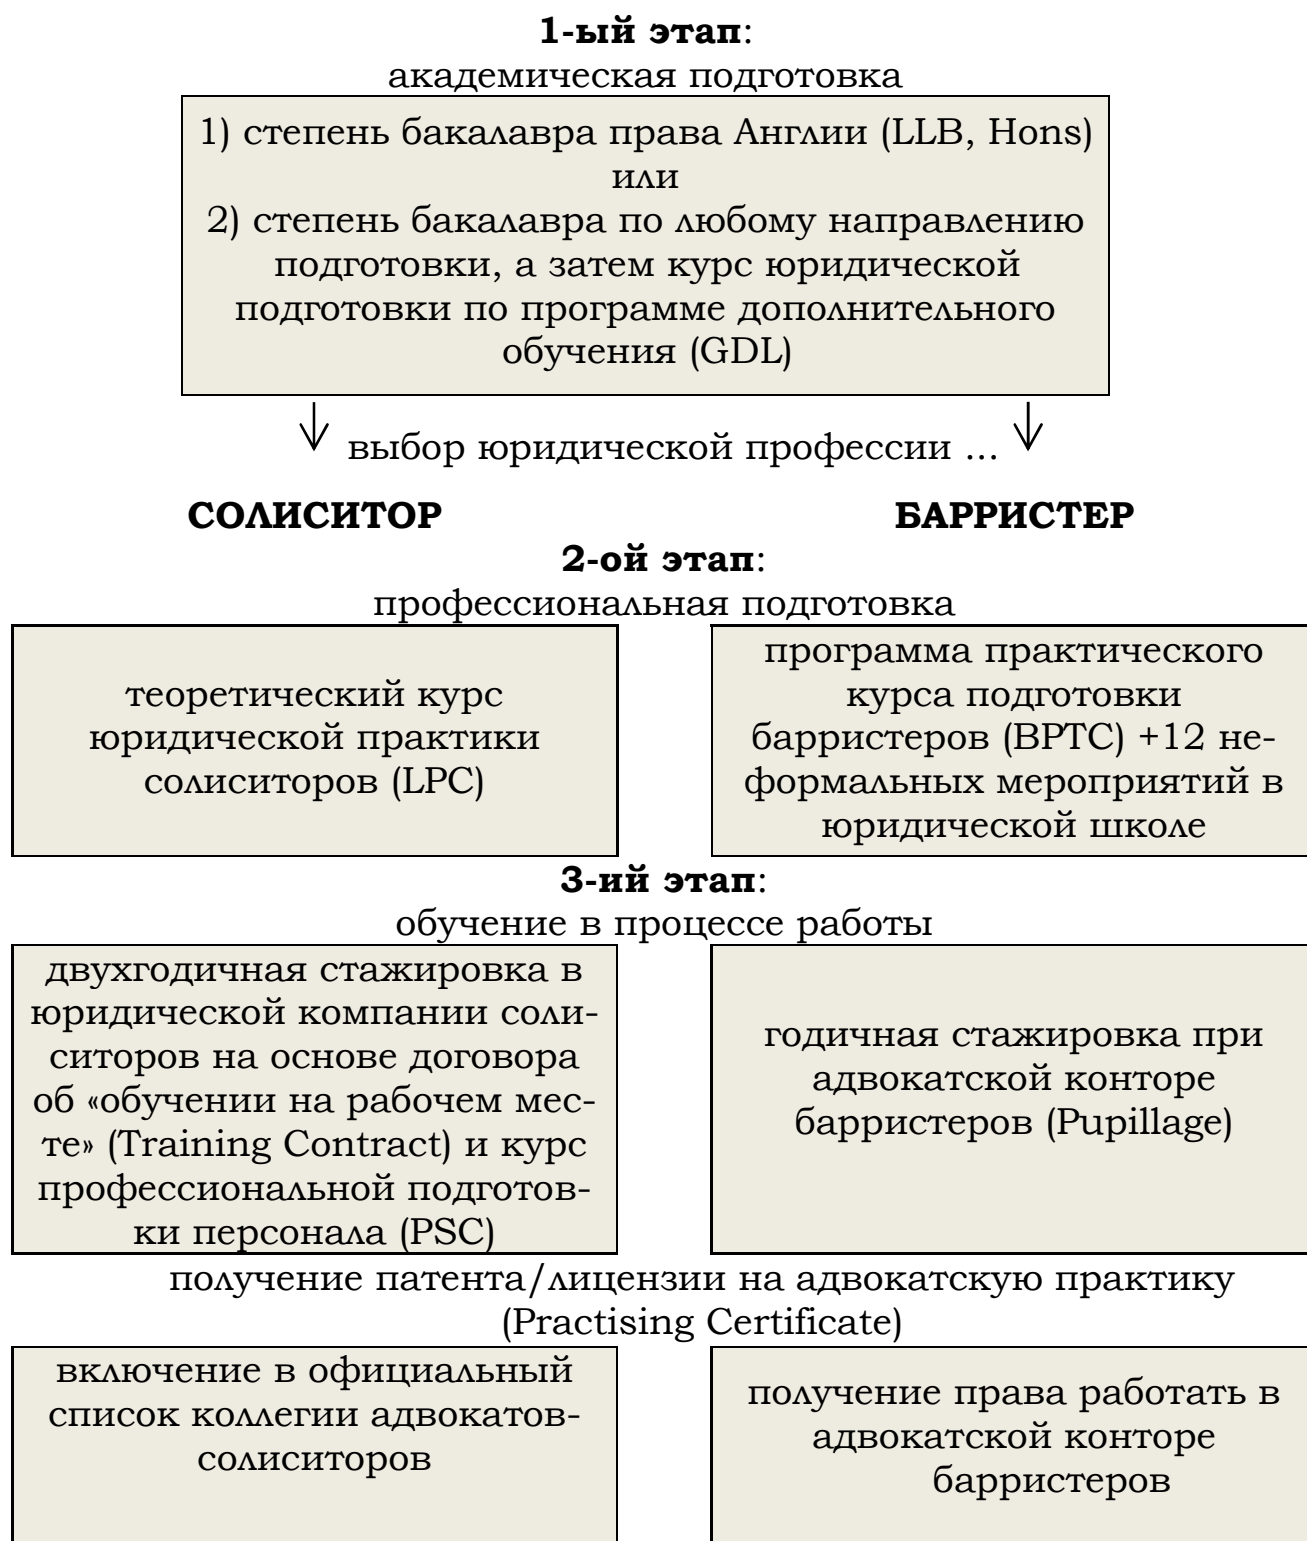 1-ый этап:
академическая подготовка
1) степень бакалавра права Англии (LLB, Hons)
или
2) степень бакалавра по любому направлению
подготовки, а затем курс юридической
подготовки по программе дополнительного
обучения (GDL)
выбор юридической профессии ...
СОЛИСИТОР
БАРРИСТЕР
2-ой этап:
профессиональная подготовка
теоретический курс
юридической практики
солиситоров (LPC)
программа практического
курса подготовки
барристеров (BPTC) +12 не-
формальных мероприятий в
юридической школе
3-ий этап:
обучение в процессе работы
двухгодичная стажировка в
юридической компании соли-
ситоров на основе договора
об «обучении на рабочем мес-
те» (Training Contract) и курс
профессиональной подготов-
ки персонала (PSC)
годичная стажировка при
адвокатской конторе
барристеров (Pupillage)
получение патента/лицензии на адвокатскую практику
(Practising Certificate)
включение в официальный
список коллегии адвокатов-
солиситоров
получение права работать в
адвокатской конторе
барристеров